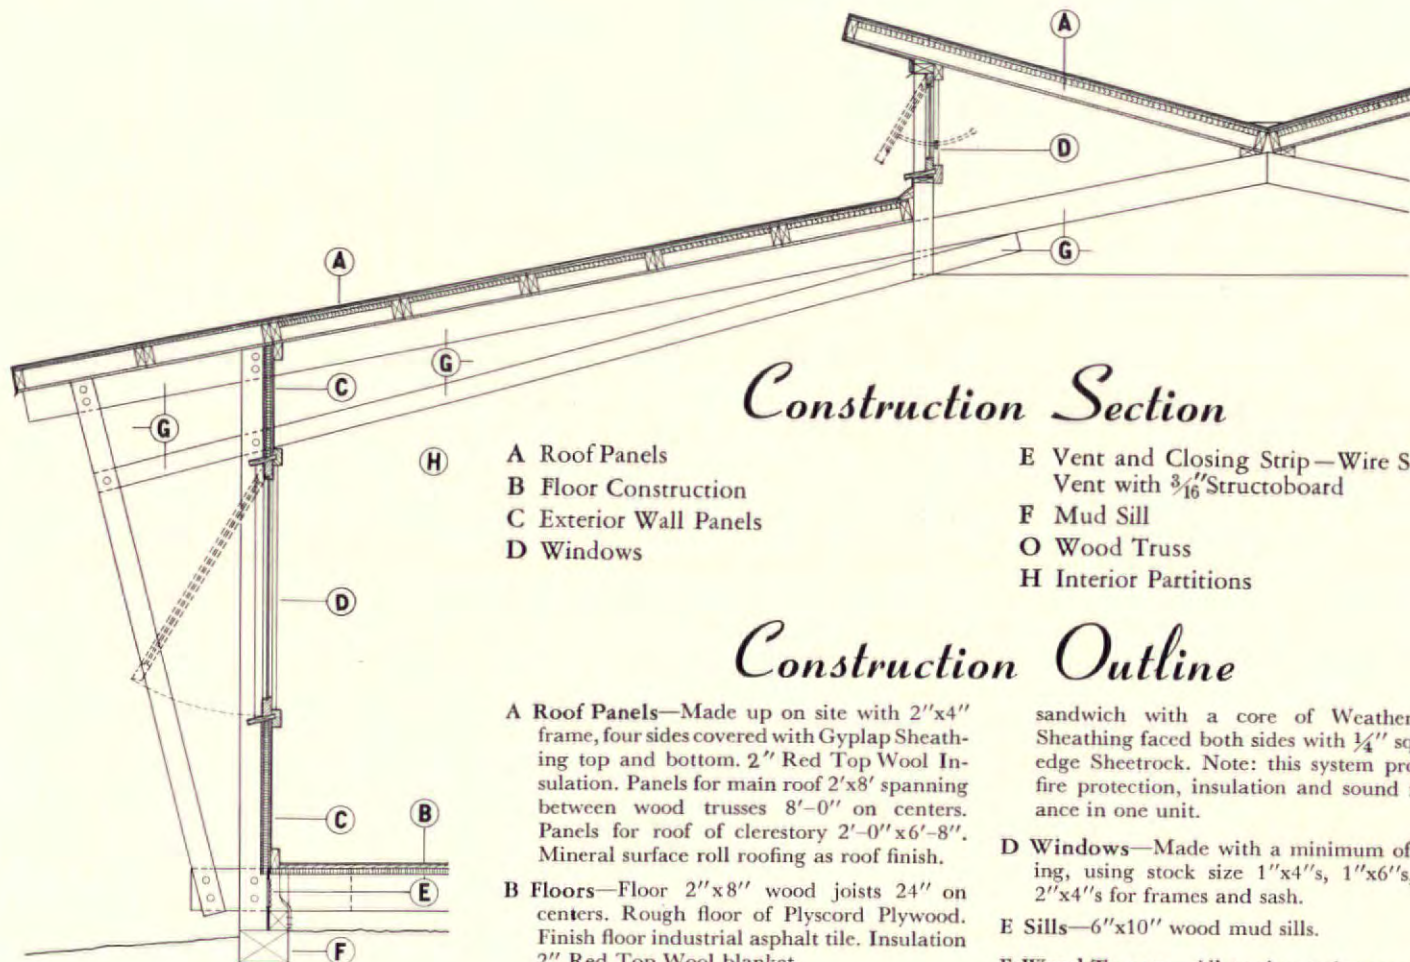 A
D
A
G
C
G
G
H
D
C
B
E
F
Construction Section
A Roof Panels
B Floor Construction
C Exterior Wall Panels
D Windows
E Vent and Closing Strip—Wire
Vent with 3/16" Structoboard
F Mud Sill
O Wood Truss
H Interior Partitions
Construction Outline
A Roof Panels—Made up on site with 2"x4"
frame, four sides covered with Gyplap Sheath-
ing top and bottom. 2" Red Top Wool In-
sulation. Panels for main roof 2'x8' spanning
between wood trusses 8'-0" on centers.
Panels for roof of clerestory 2'-0"x6'-8".
Mineral surface roll roofing as roof finish.
B Floors—Floor 2"x8" wood joists 24" on
centers. Rough floor of Plyscord Plywood.
Finish floor industrial asphalt tile. Insulation
2" Red Top Wool blanket
sandwich with a core of Weather
Sheathing faced both sides with 1/4"
edge Sheetrock. Note: this system
fire protection, insulation and sound
ance in one unit.
D Windows—Made with a minimum of
ing, using stock size 1"x4"s, 1"x6"s,
2"x4"s for frames and sash.
E Sills—6"x10" wood mud sills.